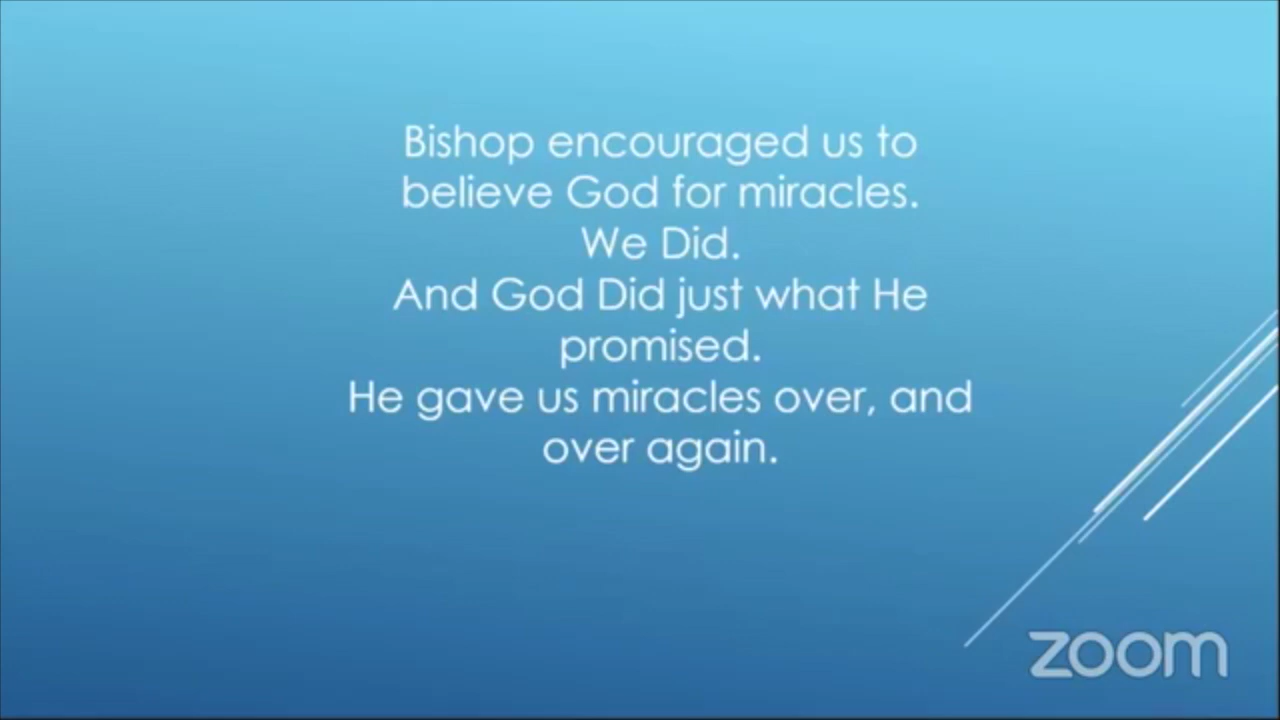 Bishop encouraged us to
believe God for miracles.
We Did.
And God Did just what He
promised.
He gave us miracles over, and
over again.
zoom